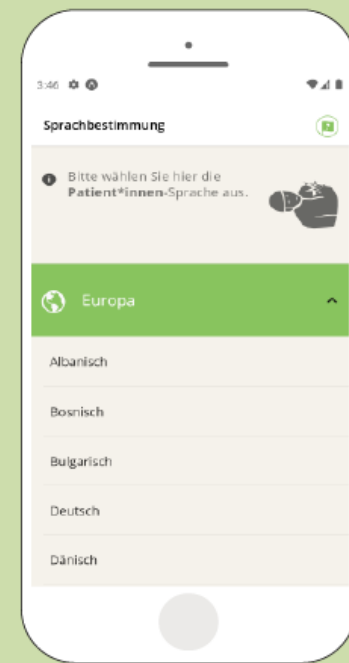 3:46
Sprachbestimmung
Bitte wählen Sie hier die
Patient*innen-Sprache aus.
Europa
Albanisch
Bosnisch
Bulgarisch
Deutsch
Dänisch